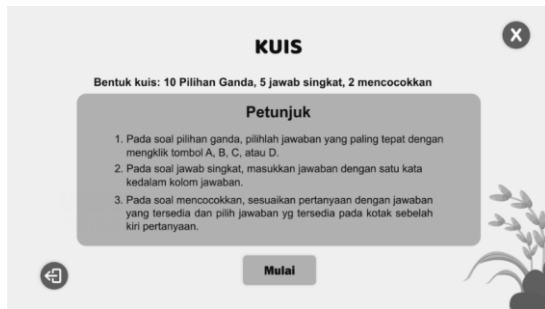 KUIS
X
Bentuk kuis: 10 Pilihan Ganda, 5 jawab singkat, 2 mencocokkan
Petunjuk
1. Pada soal pilihan ganda, pilihlah jawaban yang paling tepat dengan
mengklik tombol A, B, C, atau D.
2. Pada soal jawab singkat, masukkan jawaban dengan satu kata
kedalam kolom jawaban.
3. Pada soal mencocokkan, sesuaikan pertanyaan dengan jawaban
yang tersedia dan pilih jawaban yg tersedia pada kotak sebelah
kiri pertanyaan.
Mulai